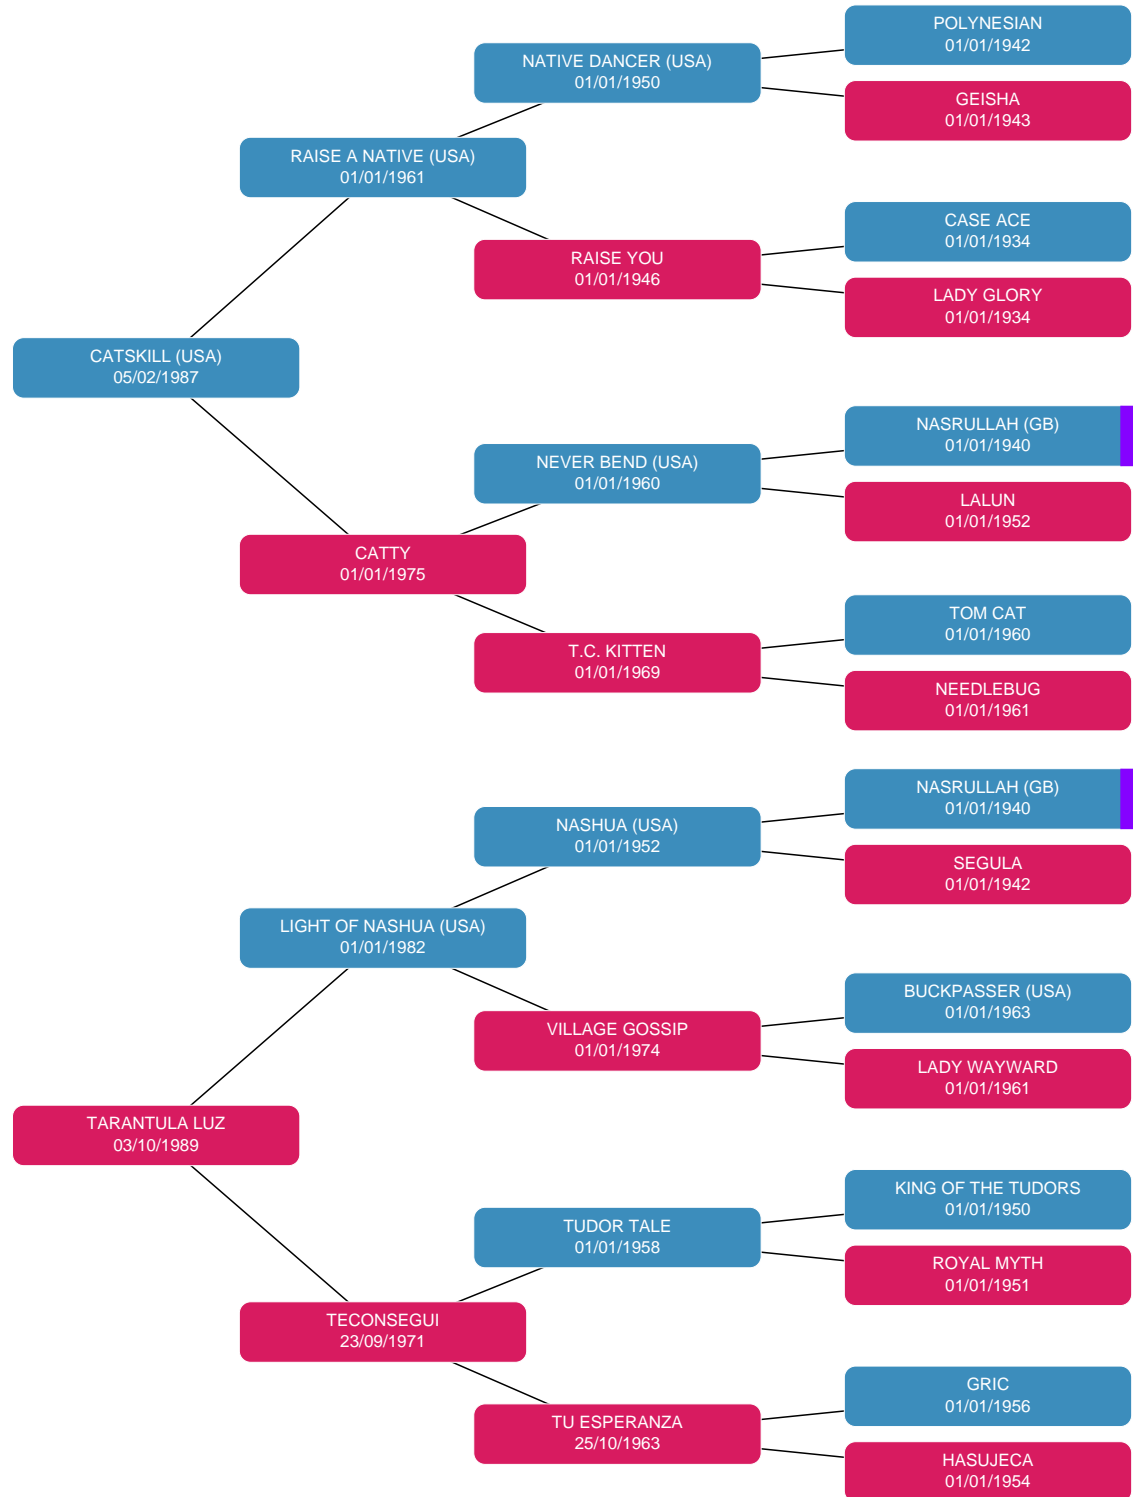 POLYNESIAN
01/01/1942
NATIVE DANCER (USA)
01/01/1950
GEISHA
01/01/1943
RAISE A NATIVE (USA)
01/01/1961
CASE ACE
01/01/1934
RAISE YOU
01/01/1946
LADY GLORY
01/01/1934
CATSKILL (USA)
05/02/1987
NASRULLAH (GB)
01/01/1940
NEVER BEND (USA)
01/01/1960
LALUN
01/01/1952
CATTY
01/01/1975
TOM CAT
01/01/1960
T.C. KITTEN
01/01/1969
NEEDLEBUG
01/01/1961
NASRULLAH (GB)
01/01/1940
NASHUA (USA)
01/01/1952
SEGULA
01/01/1942
LIGHT OF NASHUA (USA)
01/01/1982
BUCKPASSER (USA)
01/01/1963
VILLAGE GOSSIP
01/01/1974
LADY WAYWARD
01/01/1961
TARANTULA LUZ
03/10/1989
KING OF THE TUDORS
01/01/1950
TUDOR TALE
01/01/1958
ROYAL MYTH
01/01/1951
TECONSEGUI
23/09/1971
GRIC
01/01/1956
TU ESPERANZA
25/10/1963
HASUJECA
01/01/1954